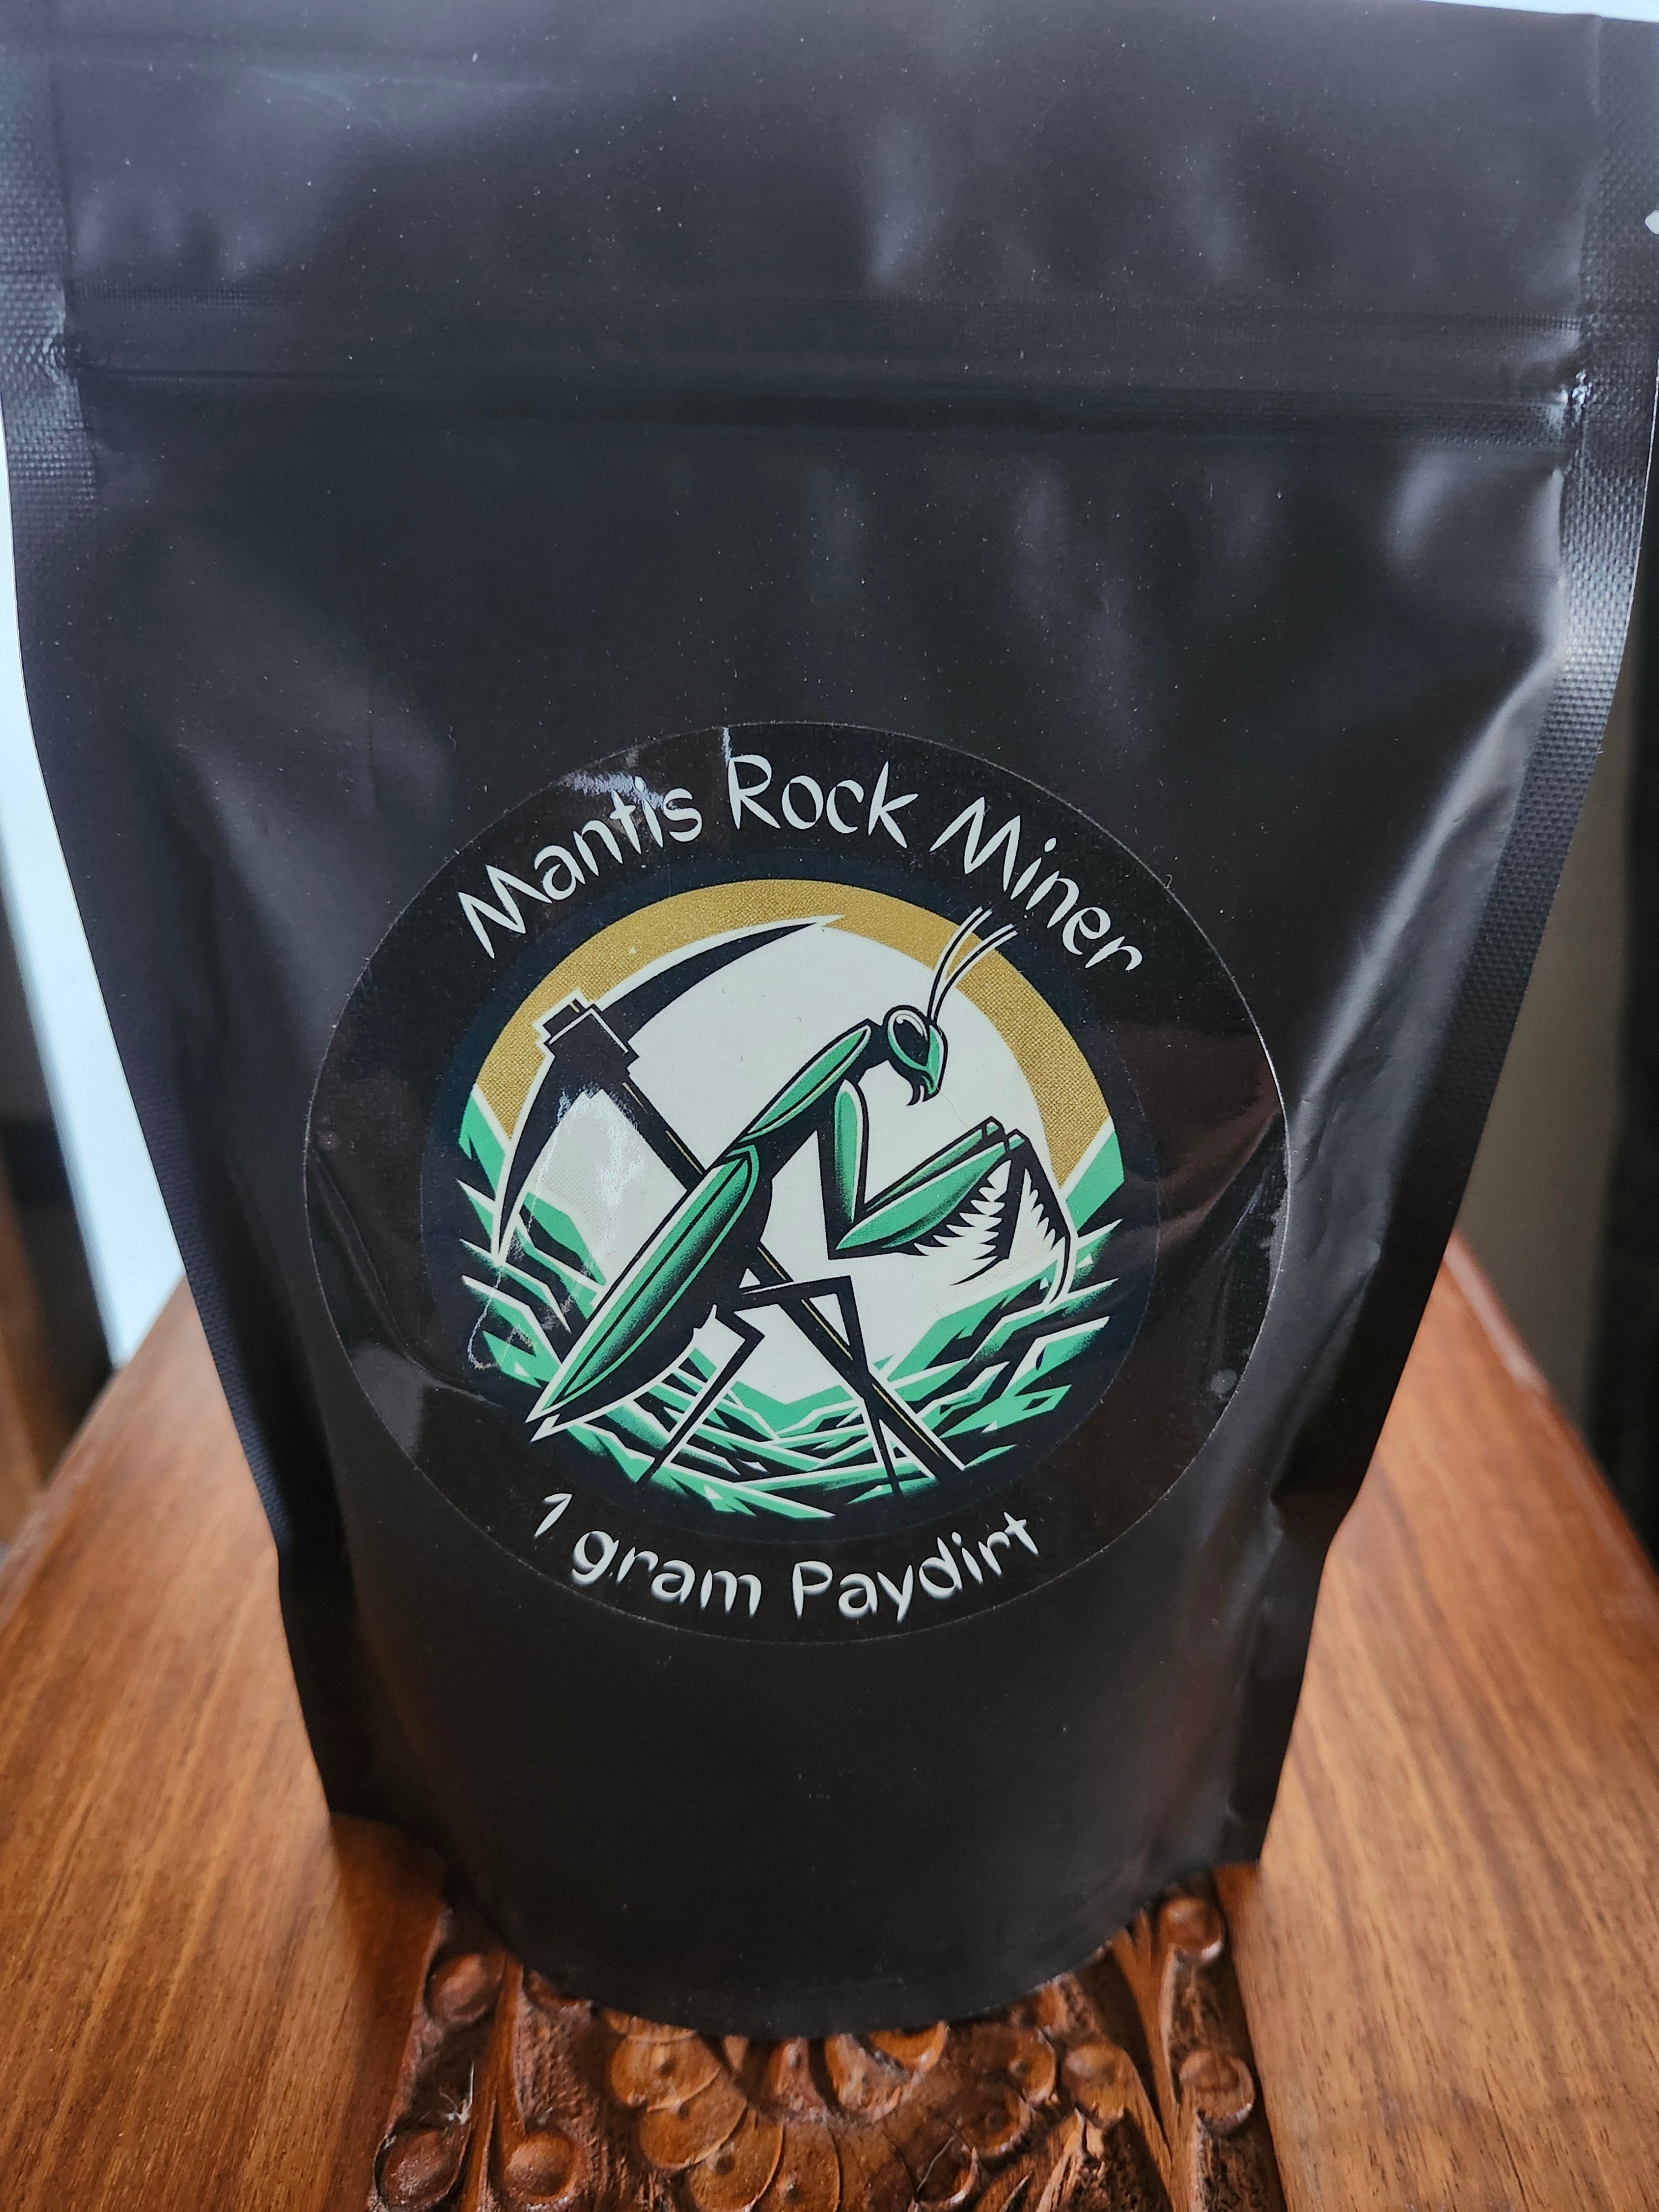 Mantis Rock Miner
1 gram Paydirt